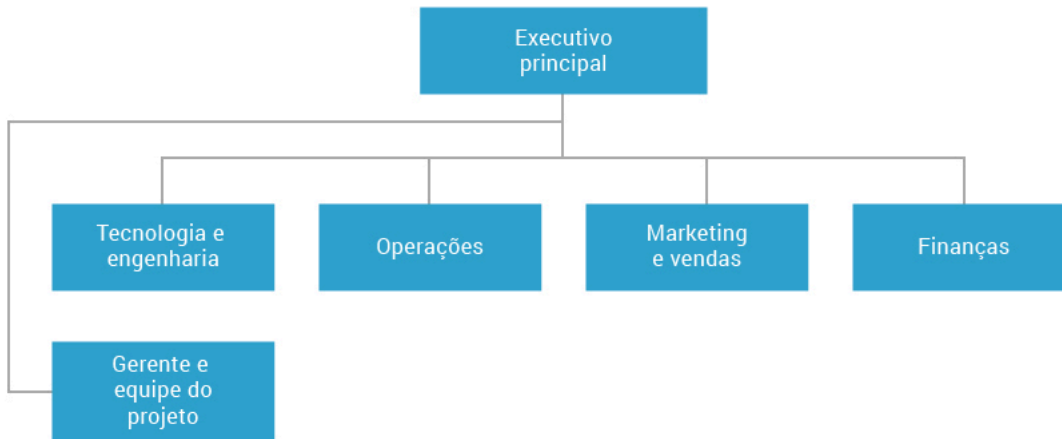 Executivo
principal
Tecnologia e
engenharia
Operações
Marketing
e vendas
Finanças
Gerente e
equipe do
projeto